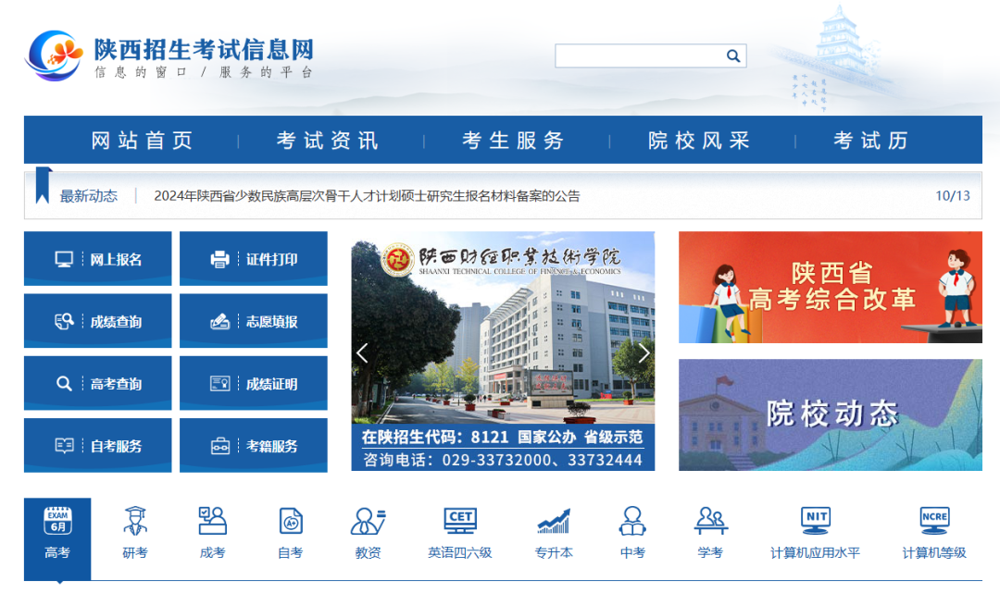 陕西招生考试信息网
信息的窗口 / 服务的平台
网站首页 | 考试资讯 | 考生服务 | 院校风采 | 考试历
最新动态 | 2024年陕西省少数民族高层次骨干人才计划硕士研究生报名材料备案的公告 10/13
网上报名
证件打印
成绩查询
志愿填报
高考查询
成绩证明
自考服务
考籍服务
陕西财经职业技術学院
SHAANXI TECHNICAL COLLEGE OF FINANCE & ECONOMICS
在陕招生代码：8121 国家公办 省级示范
咨询电话：029-33732000、33732444
陕西省
高考综合改革
院校动态
EXAM
6月
A+
CET
NIT
NCRE
高考 研考 成考 自考 教资 英语四六级 专升本 中考 学考 计算机应用水平 计算机等级